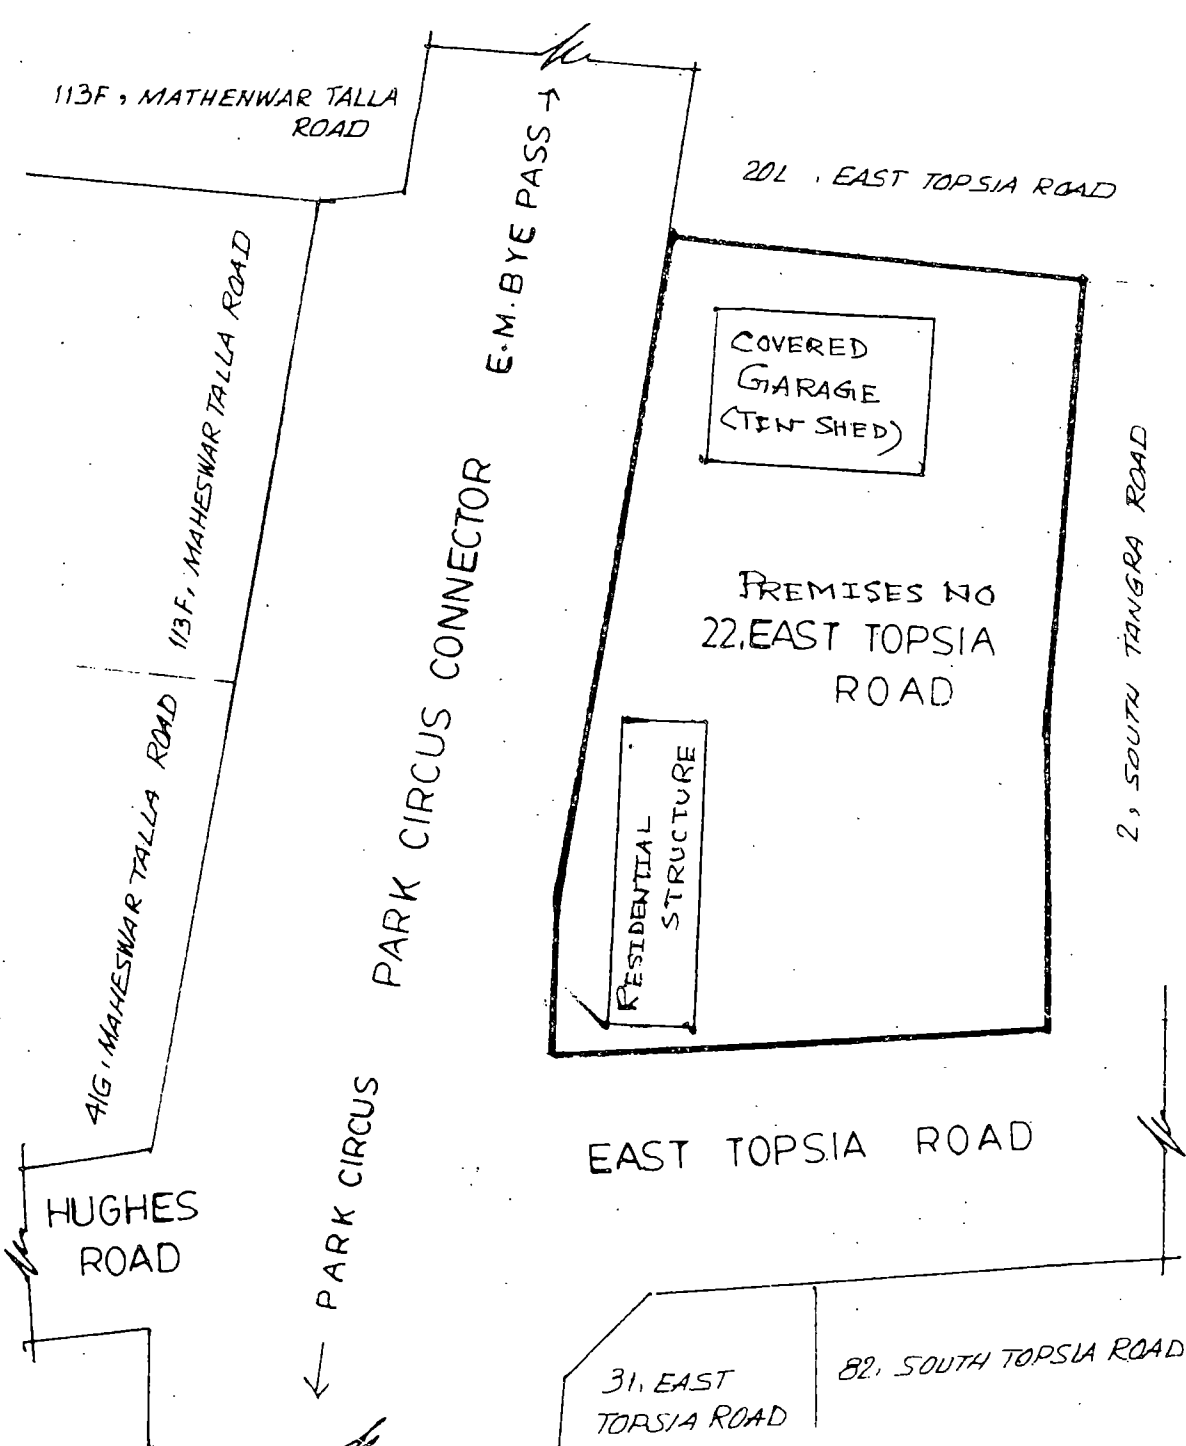 113F, MATHENWAR TALLA
ROAD
E.M. BYE PASS →
20L . EAST TOPSIA ROAD
113F, MAHESWAR TALLA ROAD
COVERED
GARAGE
(TIN SHED)
PARK CIRCUS CONNECTOR
PREMISES NO
22, EAST TOPSIA
ROAD
2, SOUTH TANGRA ROAD
41G, MAHESWAR TALLA ROAD
RESIDENTIAL
STRUCTURE
EAST TOPSIA ROAD
HUGHES
ROAD
← PARK CIRCUS
31, EAST
TOPSIA ROAD
82, SOUTH TOPSIA ROAD